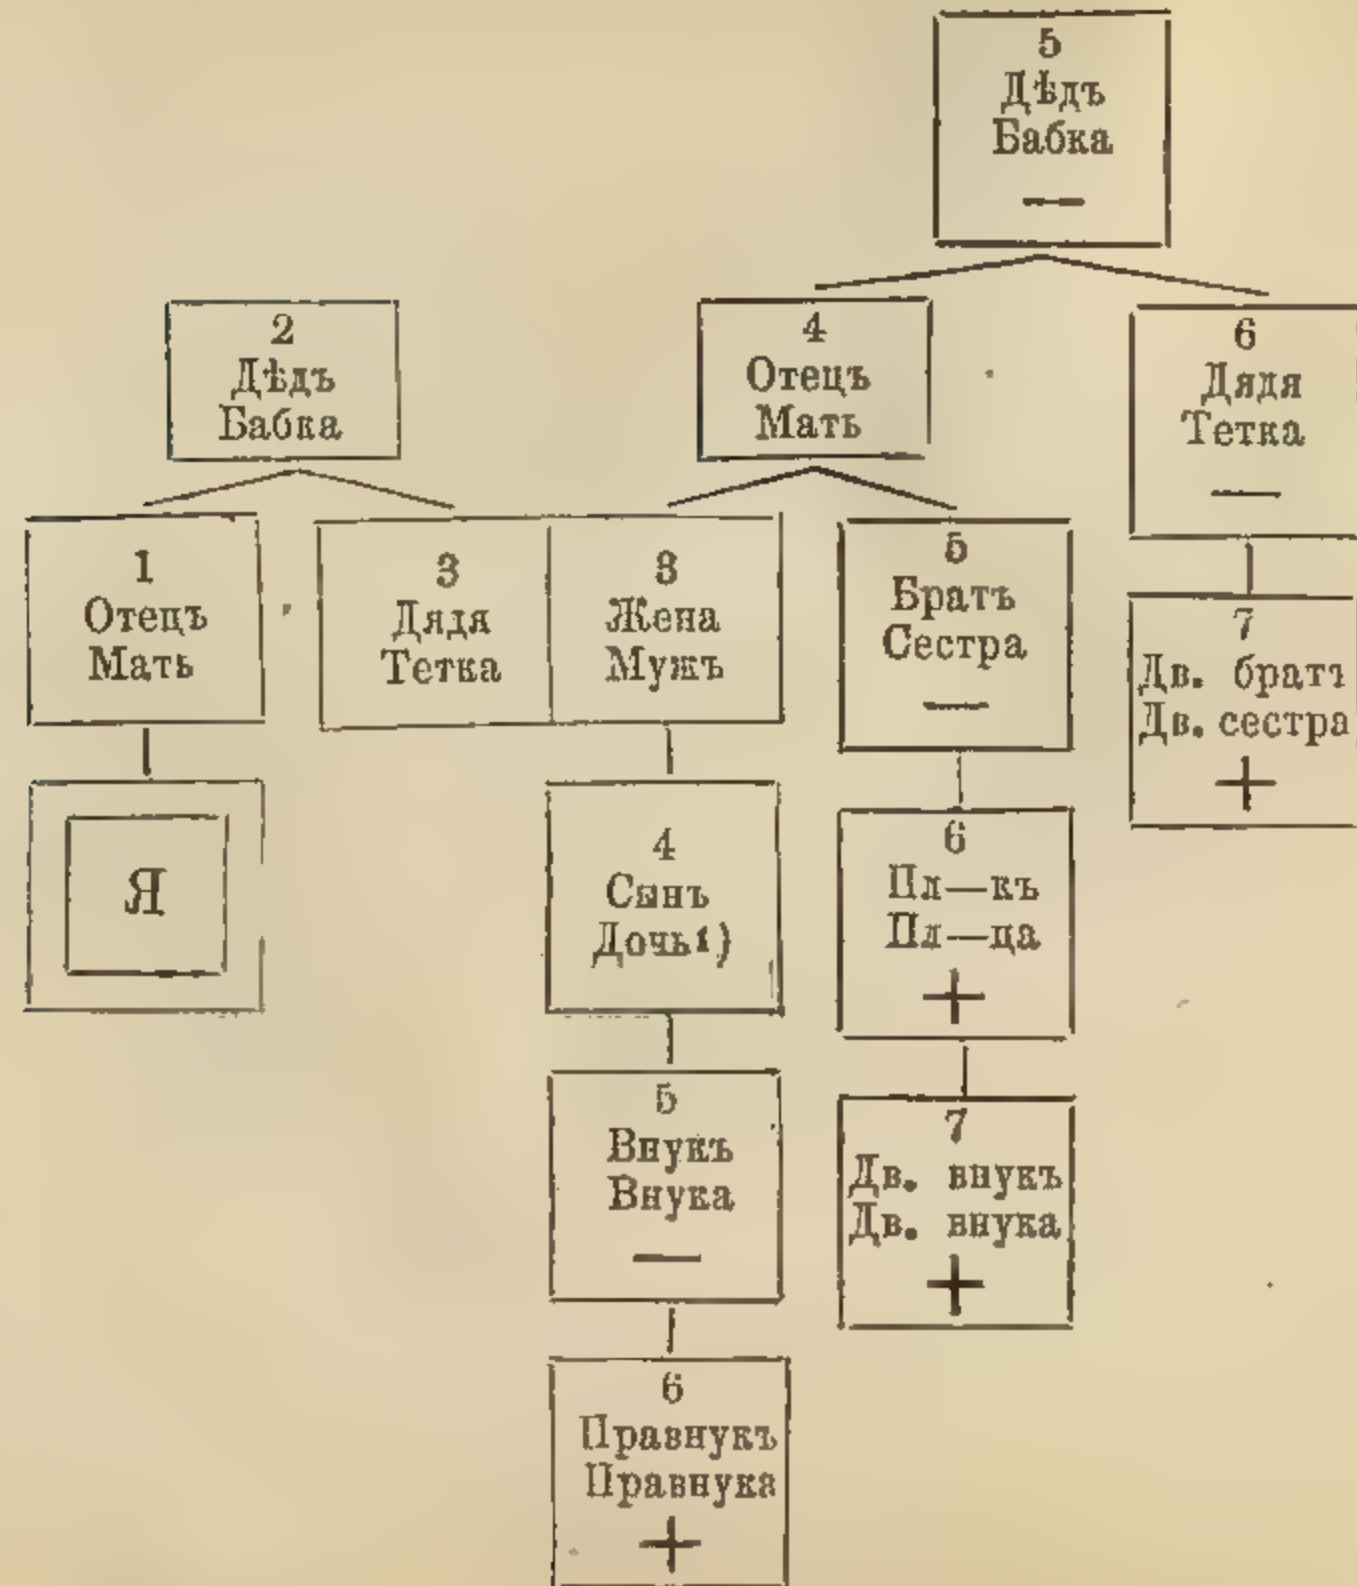 5
Дѣдъ
Бабка
—
2
Дѣдъ
Бабка
4
Отецъ
Мать
6
Дядя
Тетка
—
1
Отецъ
Мать
3
Дядя
Тетка
3
Жена
Мужъ
5
Братъ
Сестра
—
7
Дв. братъ
Дв. сестра
+
Я
4
Сынъ
Дочь1)
6
Пл—къ
Пл—ца
+
5
Внукъ
Внука
—
7
Дв. внукъ
Дв. внука
+
6
Правнукъ
Правнука
+